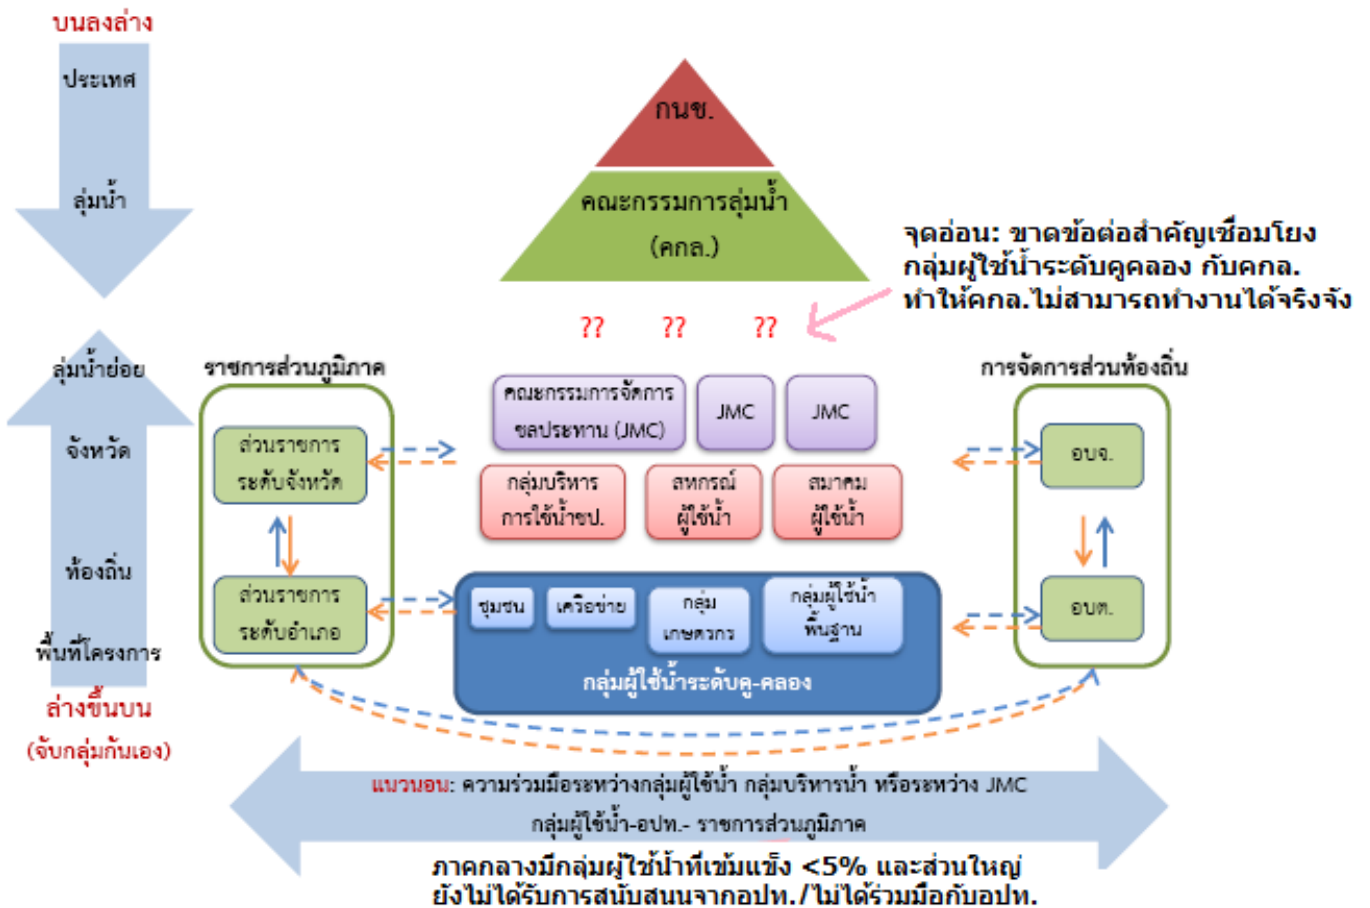 บนลงล่าง
ประเทศ
ลุ่มน้ำ
กนช.
คณะกรรมการลุ่มน้ำ
(คกล.)
จุดอ่อน: ขาดข้อต่อสำคัญเชื่อมโยง
กลุ่มผู้ใช้น้ำระดับคูคลอง กับคกล.
ทำให้คกล.ไม่สามารถทำงานได้จริงจัง
?? ?? ??
ลุ่มน้ำย่อย
จังหวัด
ท้องถิ่น
พื้นที่โครงการ
ล่างขึ้นบน
(จับกลุ่มกันเอง)
ราชการส่วนภูมิภาค
ส่วนราชการ
ระดับจังหวัด
ส่วนราชการ
ระดับอำเภอ
คณะกรรมการจัดการ
ชลประทาน (JMC)
JMC
JMC
กลุ่มบริหาร
การใช้น้ำชป.
สหกรณ์
ผู้ใช้น้ำ
สมาคม
ผู้ใช้น้ำ
ชุมชน
เครือข่าย
กลุ่ม
เกษตรกร
กลุ่มผู้ใช้น้ำ
พื้นฐาน
กลุ่มผู้ใช้น้ำระดับคู-คลอง
การจัดการส่วนท้องถิ่น
อบจ.
อบต.
แนวนอน: ความร่วมมือระหว่างกลุ่มผู้ใช้น้ำ กลุ่มบริหารน้ำ หรือระหว่าง JMC
กลุ่มผู้ใช้น้ำ-อปท.- ราชการส่วนภูมิภาค
ภาคกลางมีกลุ่มผู้ใช้น้ำที่เข้มแข็ง <5% และส่วนใหญ่
ยังไม่ได้รับการสนับสนนจากอปท./ไม่ได้ร่วมมือกับอปท.